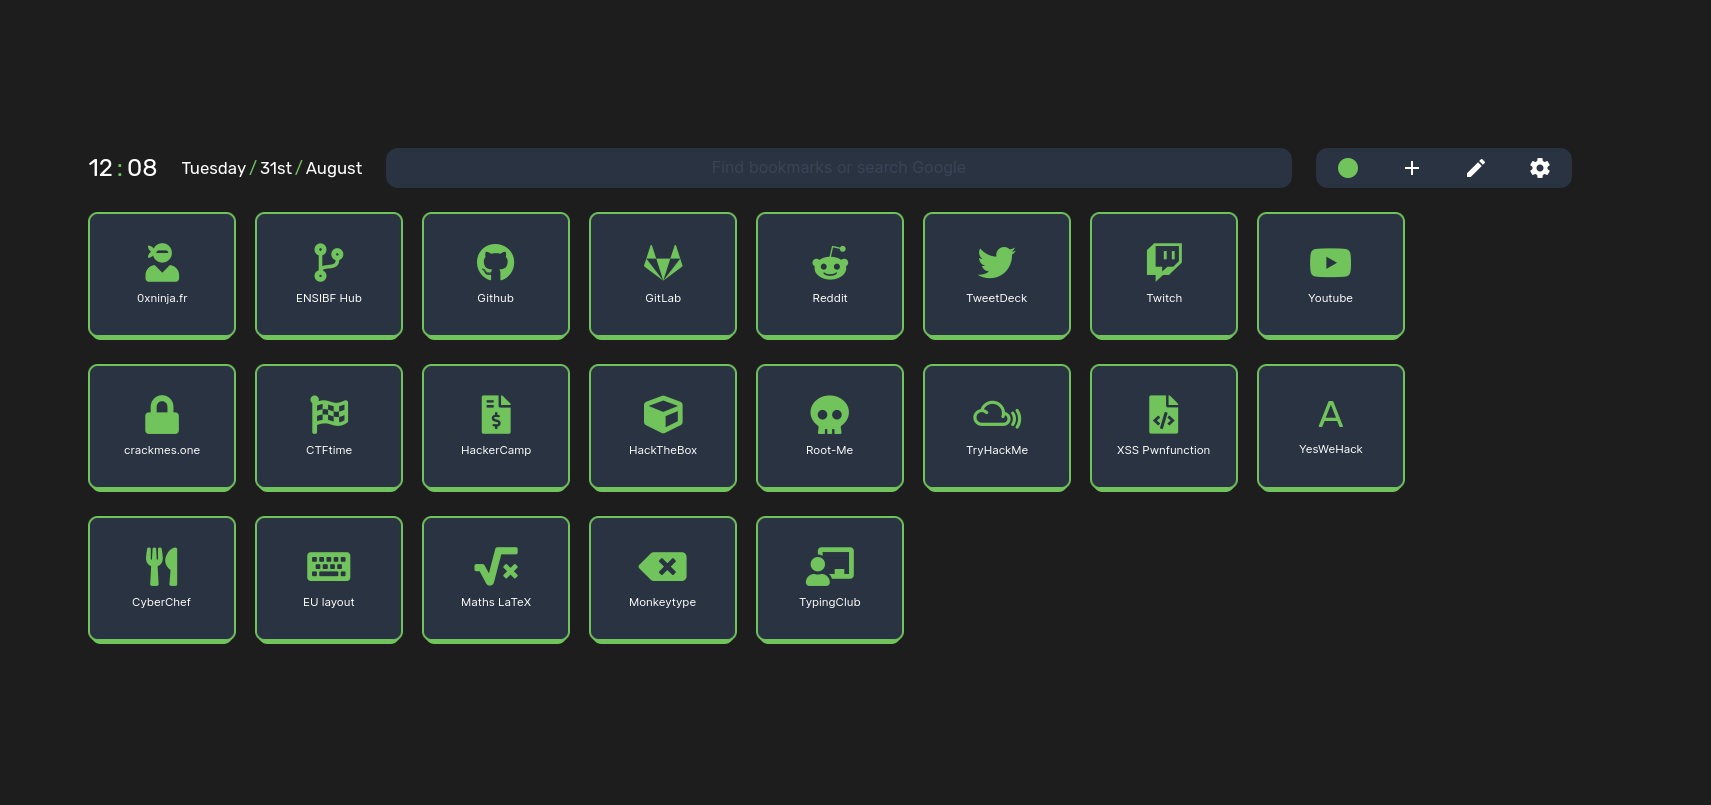 12:08 Tuesday/31st/August Find bookmarks or search Google
0xninja.fr ENSIBF Hub Github GitLab Reddit TweetDeck Twitch Youtube
crackmes.one CTFtime HackerCamp HackTheBox Root-Me TryHackMe XSS Pwnfunction A YesWeHack
CyberChef EU layout Maths LaTeX Monkeytype TypingClub